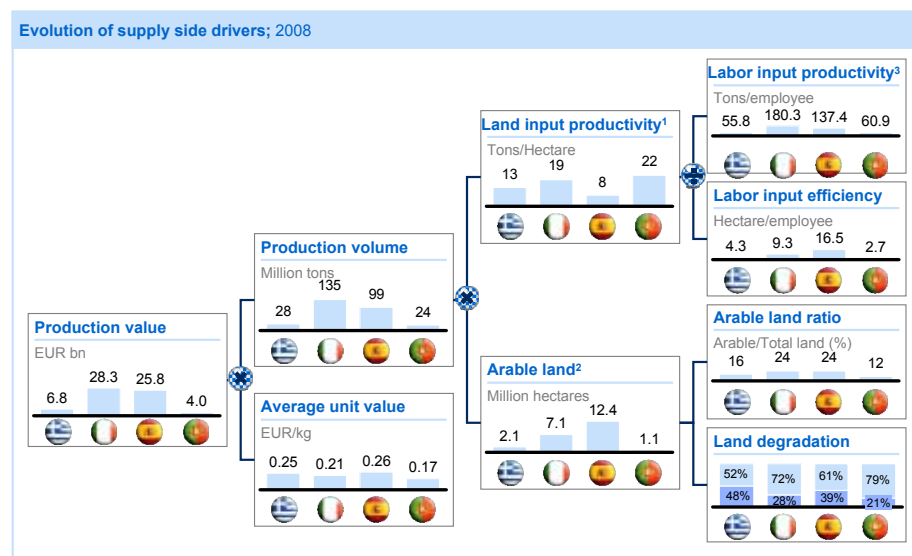 Evolution of supply side drivers; 2008
Production value
EUR bn
6.8 28.3 25.8 4.0
Production volume
Million tons
28 135 99 24
Average unit value
EUR/kg
0.25 0.21 0.26 0.17
Land input productivity¹
Tons/Hectare
13 19 8 22
Arable land²
Million hectares
2.1 7.1 12.4 1.1
Labor input productivity³
Tons/employee
55.8 180.3 137.4 60.9
Labor input efficiency
Hectare/employee
4.3 9.3 16.5 2.7
Arable land ratio
Arable/Total land (%)
16 24 24 12
Land degradation
52% 72% 61% 79%
48% 28% 39% 21%